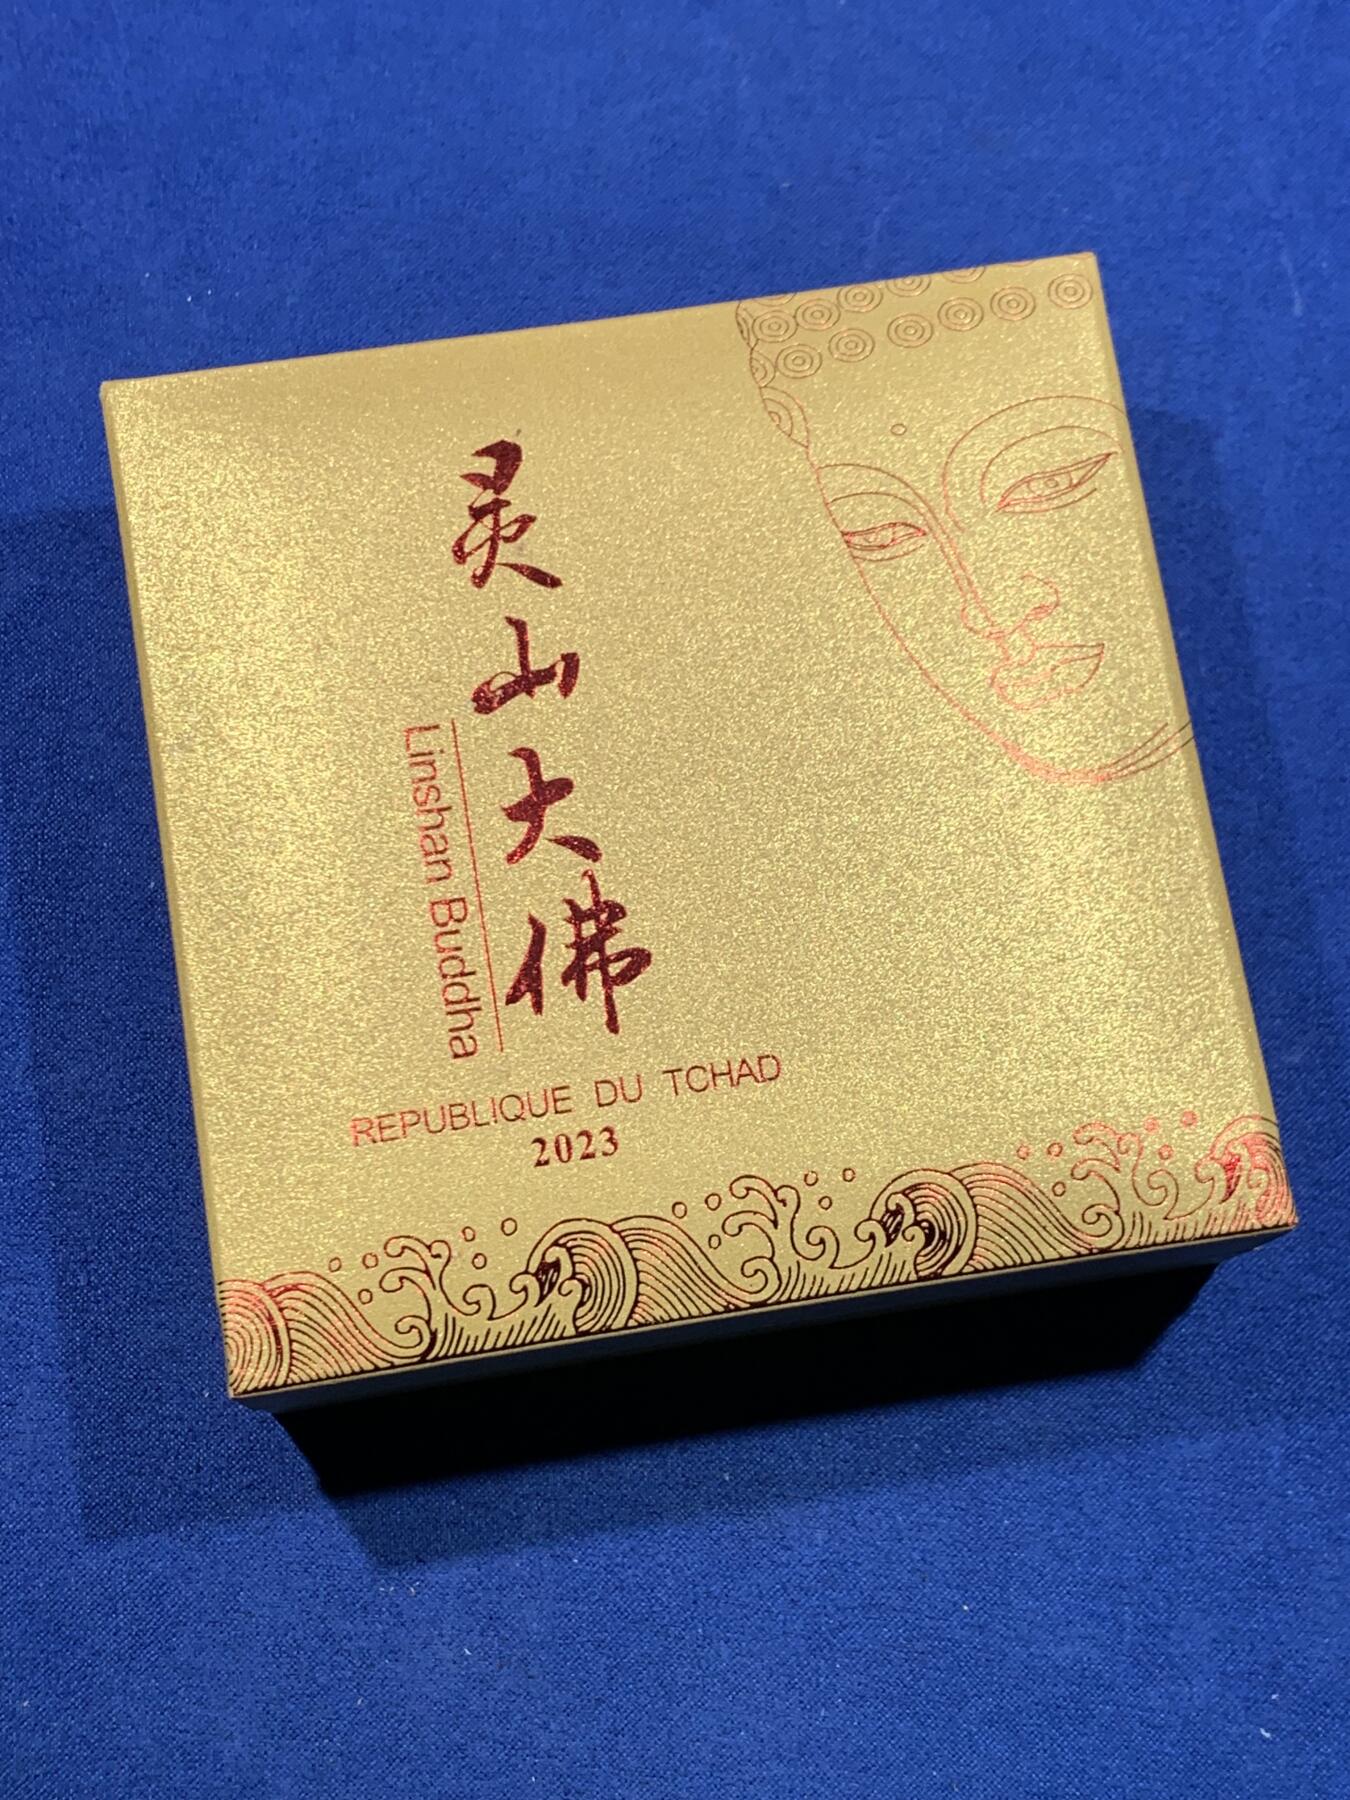 灵山大佛
Linshan Buddha
REPUBLIQUE DU TCHAD
2023